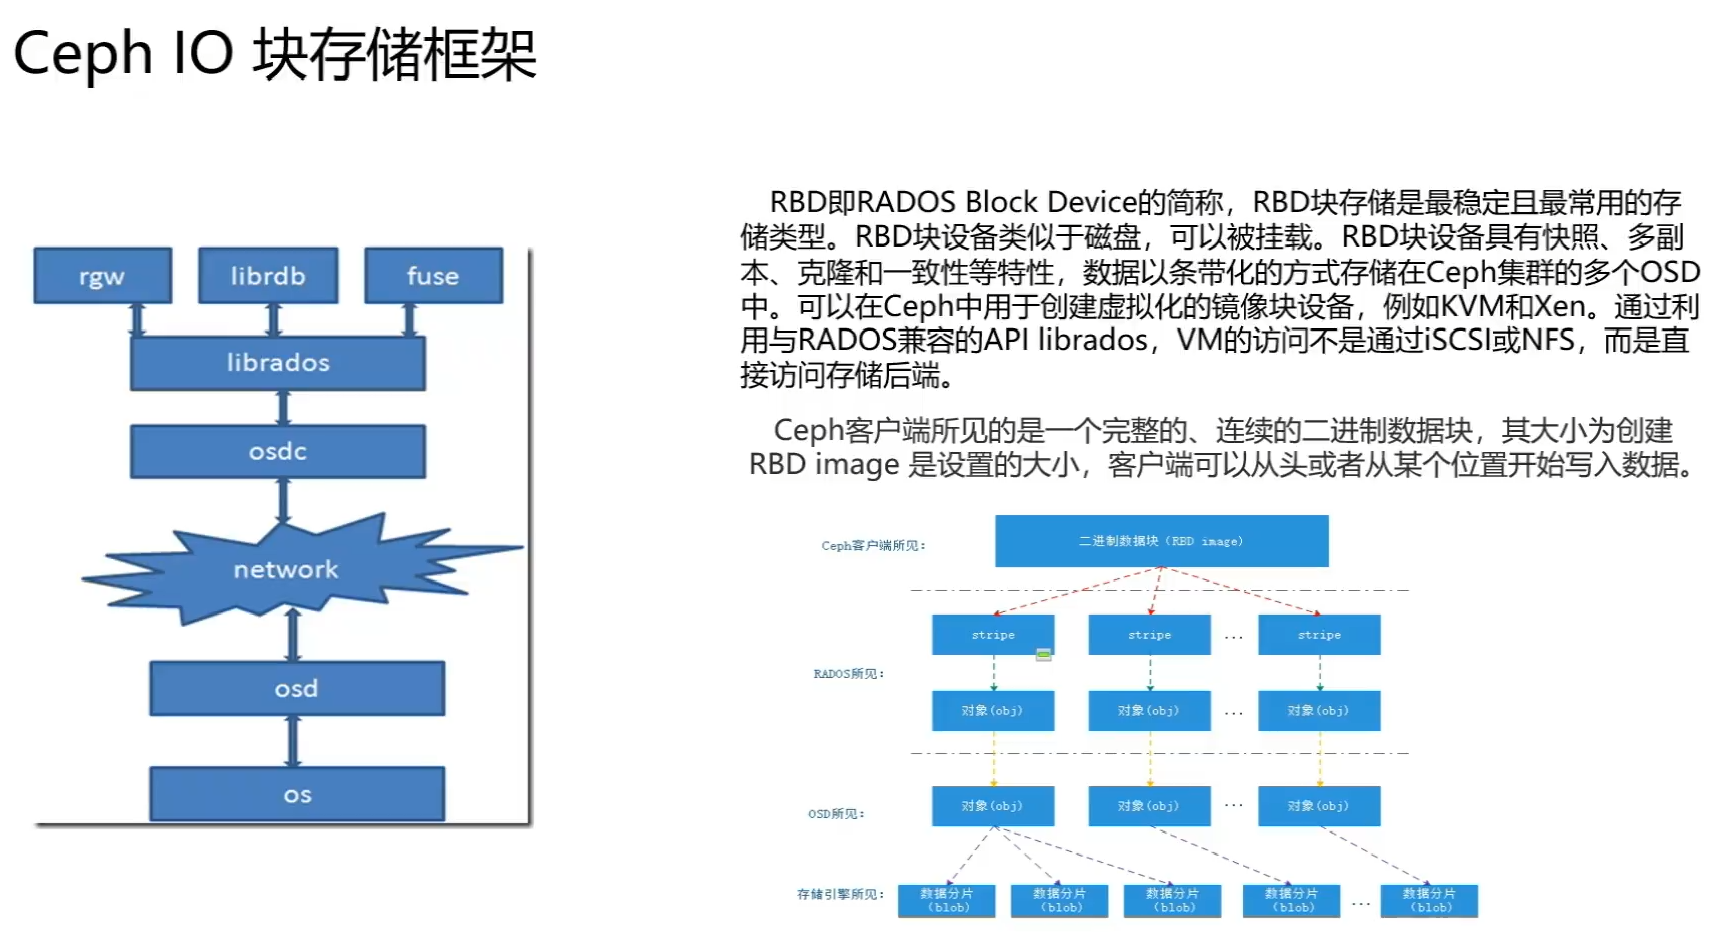 Ceph IO 块存储框架
rgw
librdb
fuse
librados
osdc
network
osd
os
RBD即RADOS Block Device的简称，RBD块存储是最稳定且最常用的存
储类型。RBD块设备类似于磁盘，可以被挂载。RBD块设备具有快照、多副
本、克隆和一致性等特性，数据以条带化的方式存储在Ceph集群的多个OSD
中。可以在Ceph中用于创建虚拟化的镜像块设备，例如KVM和Xen。通过利
用与RADOS兼容的API librados，VM的访问不是通过iSCSI或NFS，而是直
接访问存储后端。
Ceph客户端所见的是一个完整的、连续的二进制数据块，其大小为创建
RBD image 是设置的大小，客户端可以从头或者从某个位置开始写入数据。
Ceph客户端所见：
二进制数据块（RBD image）
stripe
stripe
...
stripe
RADOS所见：
对象(obj)
对象(obj)
...
对象(obj)
OSD所见：
对象(obj)
对象(obj)
...
对象(obj)
存储引擎所见：
数据分片
（blob）
数据分片
（blob）
数据分片
（blob）
数据分片
（blob）
...
数据分片
（blob）